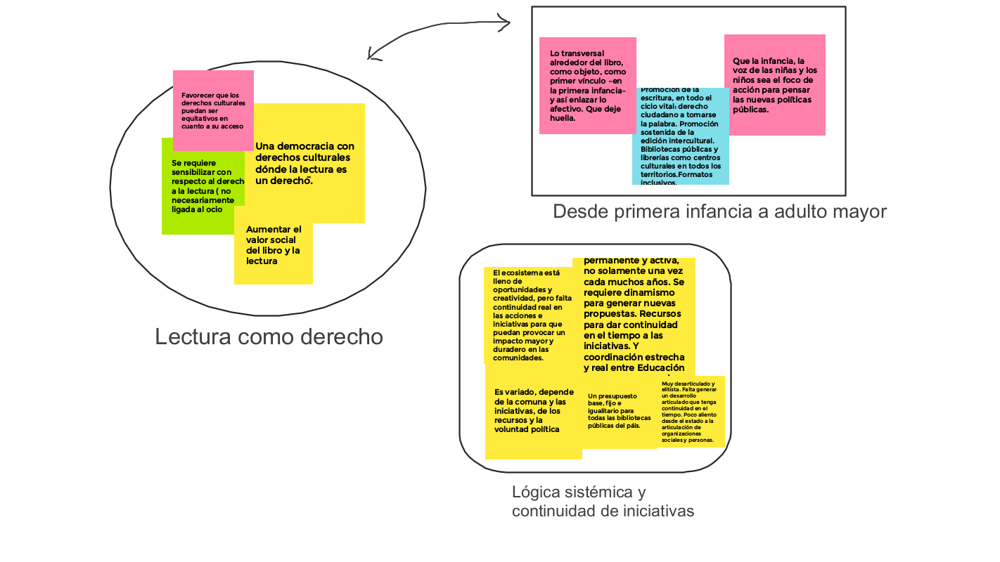 Favorecer que los
derechos culturales
puedan ser
equitativos en
cuanto a su acceso
Se requiere
sensibilizar con
respecto al derech
a la lectura ( no
necesariamente
ligada al ocio
Una democracia con
derechos culturales
dónde la lectura es
un derecho.
Aumentar el
valor social
del libro y la
lectura
Lectura como derecho
Lo transversal
alrededor del libro,
como objeto, como
primer vínculo -en
la primera infancia-
y así enlazar lo
afectivo. Que deje
huella.
Promoción de la
escritura, en todo el
ciclo vital: derecho
ciudadano a tomarse
la palabra. Promoción
sostenida de la
edición intercultural.
Bibliotecas públicas y
librerías como centros
culturales en todos los
territorios.Formatos
inclusivos.
Que la infancia, la
voz de las niñas y los
niños sea el foco de
acción para pensar
las nuevas políticas
públicas.
Desde primera infancia a adulto mayor
El ecosistema está
lleno de
oportunidades y
creatividad, pero falta
continuidad real en
las acciones e
iniciativas para que
puedan provocar un
impacto mayor y
duradero en las
comunidades.
permanente y activa,
no solamente una vez
cada muchos años. Se
requiere dinamismo
para generar nuevas
propuestas. Recursos
para dar continuidad
en el tiempo a las
iniciativas. Y
coordinación estrecha
y real entre Educación
Es variado, depende
de la comuna y las
iniciativas, de los
recursos y la
voluntad política
Un presupuesto
base, fijo e
igualitario para
todas las bibliotecas
públicas del páis.
Muy desarticulado y
elitista. Falta generar
un desarrollo
articulado que tenga
continuidad en el
tiempo. Poco aliento
desde el estado a la
articulación de
organizaciones
sociales y personas.
Lógica sistémica y
continuidad de iniciativas